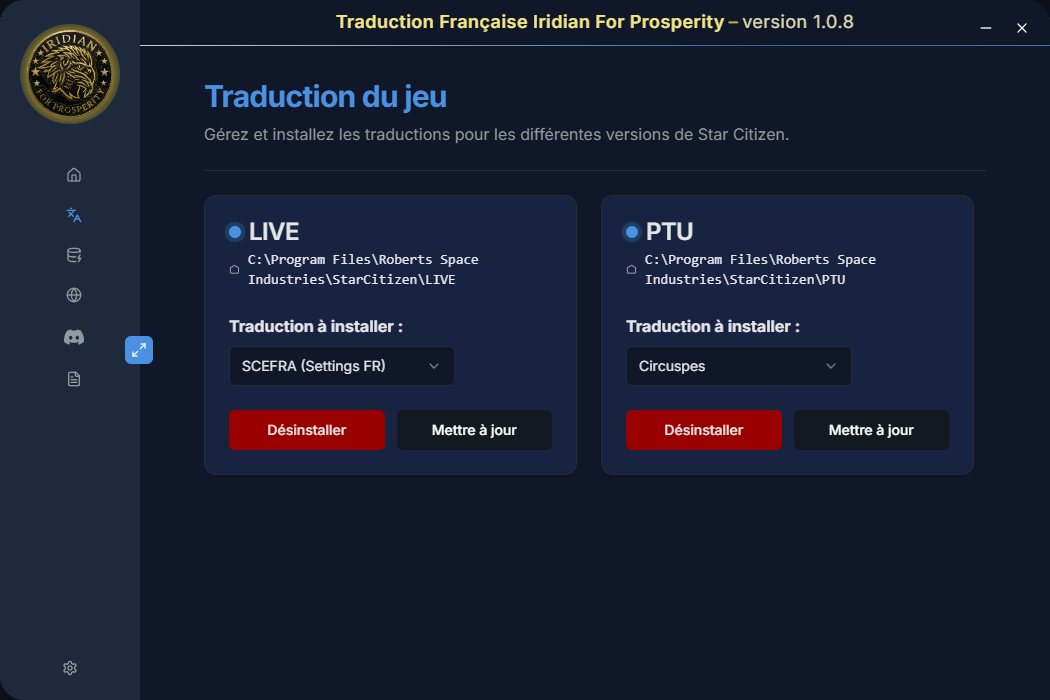 Traduction Française Iridian For Prosperity – version 1.0.8
IRIDIAN
FOR PROSPERITY
Traduction du jeu
Gérez et installez les traductions pour les différentes versions de Star Citizen.
LIVE
C:\Program Files\Roberts Space
Industries\StarCitizen\LIVE
Traduction à installer :
SCEFRA (Settings FR)
Désinstaller
Mettre à jour
PTU
C:\Program Files\Roberts Space
Industries\StarCitizen\PTU
Traduction à installer :
Circuspes
Désinstaller
Mettre à jour